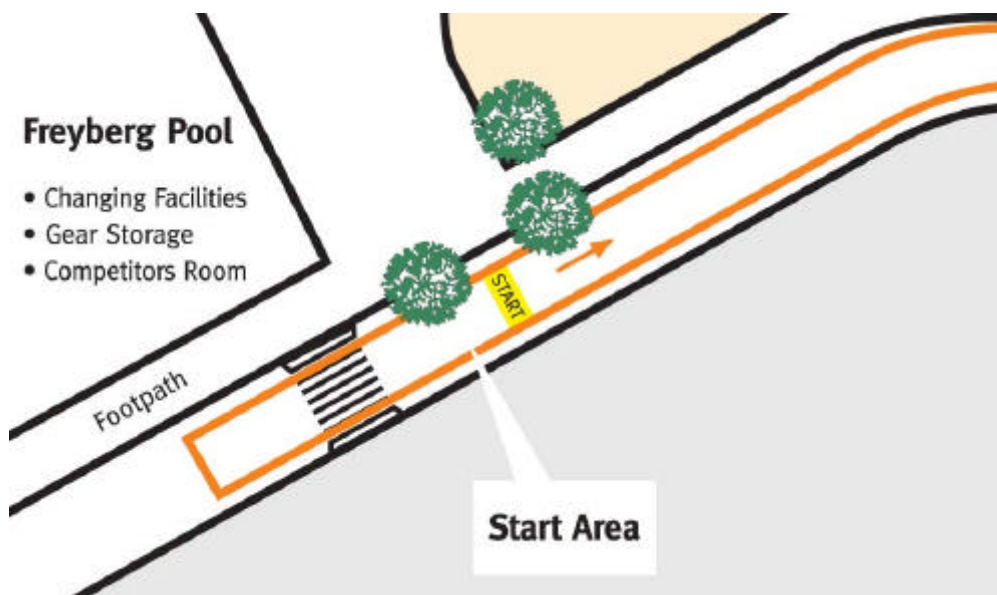 Freyberg Pool
• Changing Facilities
• Gear Storage
• Competitors Room
Footpath
START
Start Area